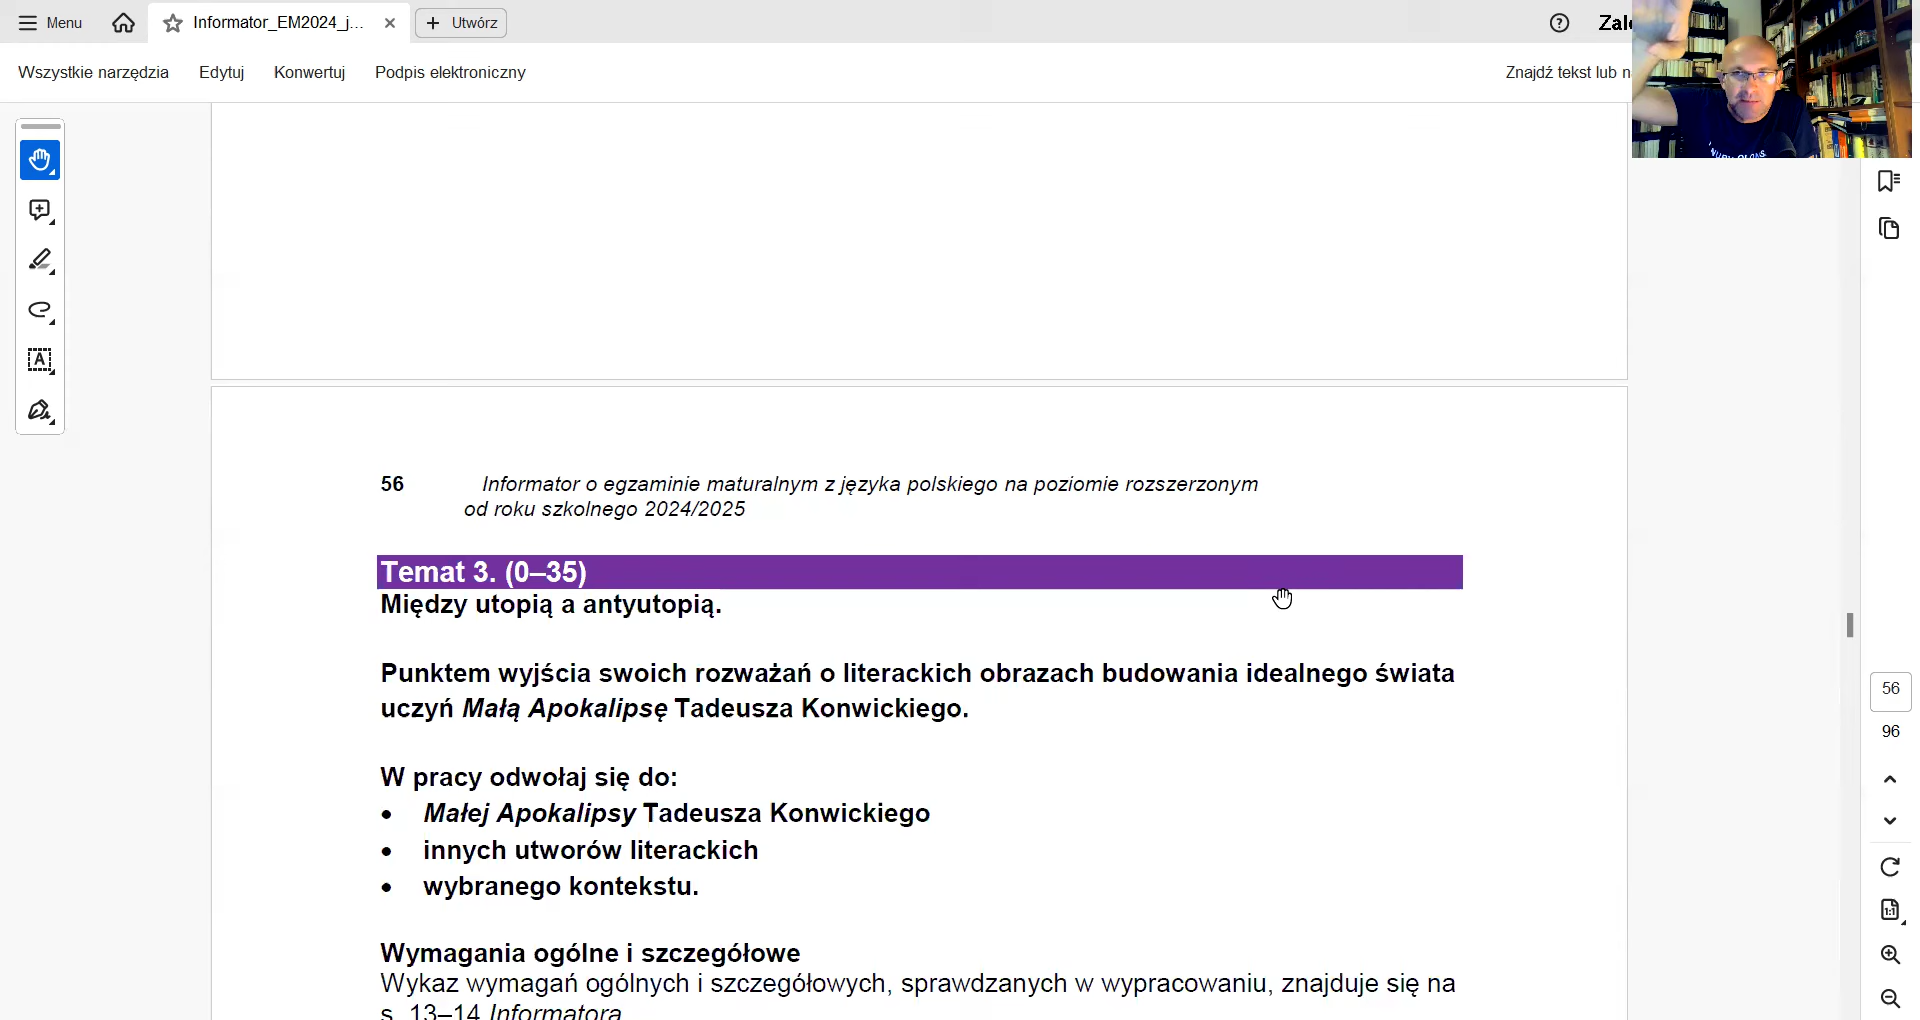 Menu
Informator_EM2024_j...
Utwórz
Wszystkie narzędzia
Edytuj
Konwertuj
Podpis elektroniczny
Znajdź tekst lub
56
Informator o egzaminie maturalnym z języka polskiego na poziomie rozszerzonym
od roku szkolnego 2024/2025
Temat 3. (0–35)
Między utopią a antyutopią.
Punktem wyjścia swoich rozważań o literackich obrazach budowania idealnego świata
uczyń Małą Apokalipsę Tadeusza Konwickiego.
W pracy odwołaj się do:
• Małej Apokalipsy Tadeusza Konwickiego
• innych utworów literackich
• wybranego kontekstu.
Wymagania ogólne i szczegółowe
Wykaz wymagań ogólnych i szczegółowych, sprawdzanych w wypracowaniu, znajduje się na
s. 13–14 Informatora
56
96